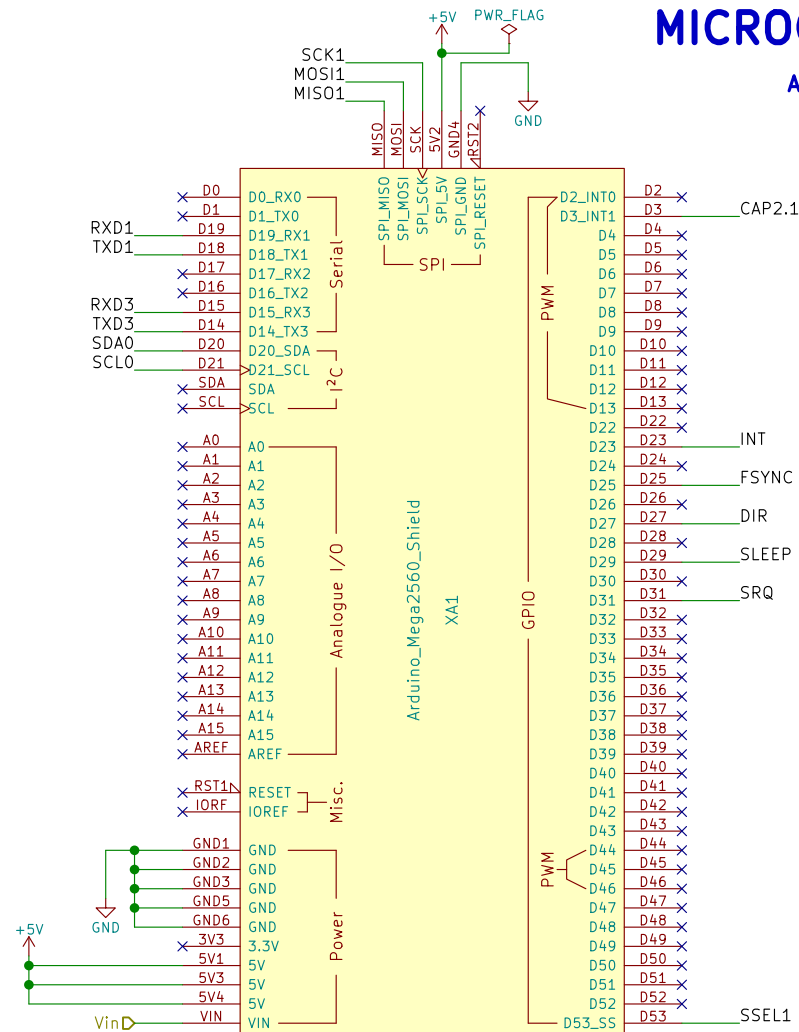 MICROC
A
+5V
PWR_FLAG
SCK1
MOSI1
MISO1
GND
MISO
MOSI
SCK
5V2
GND4
RST2
SPI_MISO
SPI_MOSI
SPI_SCK
SPI_5V
SPI_GND
SPI_RESET
SPI
D0 D0_RX0
D1 D1_TX0
RXD1 D19 D19_RX1
TXD1 D18 D18_TX1
D17 D17_RX2
D16 D16_TX2
RXD3 D15 D15_RX3
TXD3 D14 D14_TX3
Serial
SDA0 D20 D20_SDA
SCL0 D21 D21_SCL
SDA SDA
SCL SCL
I²C
A0 A0
A1 A1
A2 A2
A3 A3
A4 A4
A5 A5
A6 A6
A7 A7
A8 A8
A9 A9
A10 A10
A11 A11
A12 A12
A13 A13
A14 A14
A15 A15
AREF AREF
Analogue I/O
RST1 RESET
IORF IOREF
Misc.
GND1 GND
GND2 GND
GND3 GND
GND5 GND
GND6 GND
GND
3V3 3.3V
+5V
5V1 5V
5V3 5V
5V4 5V
Vin VIN VIN
Power
Arduino_Mega2560_Shield
XA1
GPIO
PWM
D2_INT0 D2
D3_INT1 D3 CAP2.1
D4 D4
D5 D5
D6 D6
D7 D7
D8 D8
D9 D9
D10 D10
D11 D11
D12 D12
D13 D13
D22 D22
D23 D23 INT
D24 D24
D25 D25 FSYNC
D26 D26
D27 D27 DIR
D28 D28
D29 D29 SLEEP
D30 D30
D31 D31 SRQ
D32 D32
D33 D33
D34 D34
D35 D35
D36 D36
D37 D37
D38 D38
D39 D39
D40 D40
D41 D41
D42 D42
D43 D43
D44 D44
D45 D45
D46 D46
PWM
D47 D47
D48 D48
D49 D49
D50 D50
D51 D51
D52 D52
D53_SS D53 SSEL1